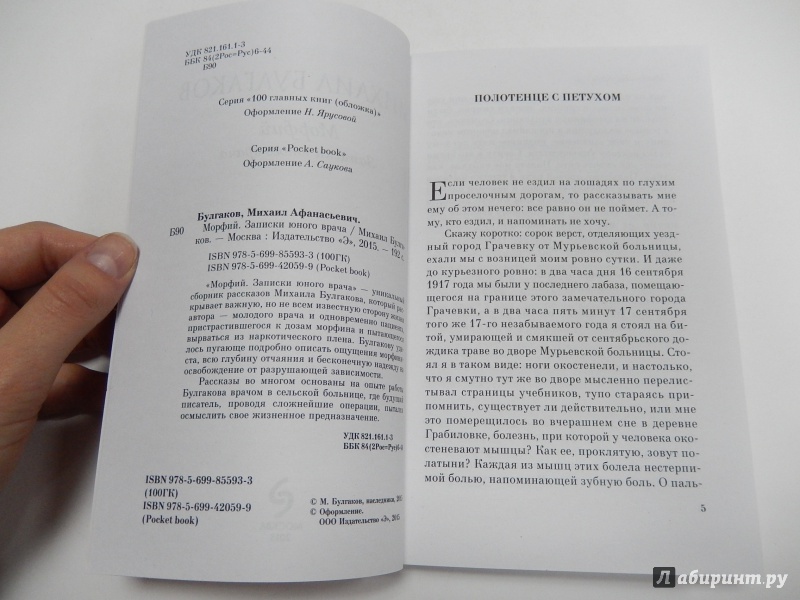 УДК 821.161.1-3
ББК 84(2Рос=Рус)6-44
Б90
Серия «100 главных книг (обложка)»
Оформление Н. Ярусовой
Серия «Pocket book»
Оформление А. Саукова
Булгаков, Михаил Афанасьевич.
Б90 Морфий. Записки юного врача / Михаил Булга-
ков. — Москва : Издательство «Э», 2015. — 192 с.
ISBN 978-5-699-85593-3 (100ГК)
ISBN 978-5-699-42059-9 (Pocket book)
«Морфий. Записки юного врача» — уникальный
сборник рассказов Михаила Булгакова, который
крывает важную, но не всем известную сторону жизни
автора — молодого врача и одновременно пациента,
пристрастившегося к дозам морфина и пытающегося
вырваться из наркотического плена. Булгакову
лось пугающе подробно описать ощущения
ста, всю глубину отчаяния и бесконечную надежду на
освобождение от разрушающей зависимости.
Рассказы во многом основаны на опыте работы
Булгакова врачом в сельской больнице, где будущий
писатель, проводя сложнейшие операции,
осмыслить свое жизненное предназначение.
УДК 821.161.1-3
ББК 84(2Рос=Рус)6-44
ISBN 978-5-699-85593-3
(100ГК)
ISBN 978-5-699-42059-9
(Pocket book)
© М. Булгаков, наследники,
© Оформление.
ООО Издательство «Э», 2015
ПОЛОТЕНЦЕ С ПЕТУХОМ
Если человек не ездил на лошадях по глухим
проселочным дорогам, то рассказывать мне
ему об этом нечего: все равно он не поймет. А то-
му, кто ездил, и напоминать не хочу.
Скажу коротко: сорок верст, отделяющих уезд-
ный город Грачевку от Мурьевской больницы,
ехали мы с возницей моим ровно сутки. И даже
до курьезного ровно: в два часа дня 16 сентября
1917 года мы были у последнего лабаза, помещаю-
щегося на границе этого замечательного города
Грачевки, а в два часа пять минут 17 сентября
того же 17-го незабываемого года я стоял на би-
той, умирающей и смякшей от сентябрьского до-
ждика траве во дворе Мурьевской больницы. Сто-
ял я в таком виде: ноги окостенели, и настолько,
что я смутно тут же во дворе мысленно перелис-
тывал страницы учебников, тупо стараясь при-
помнить, существует ли действительно, или мне
это померещилось во вчерашнем сне в деревне
Грабиловке, болезнь, при которой у человека око-
стеневают мышцы? Как ее, проклятую, зовут по-
латыни? Каждая из мышц этих болела нестерпи-
мой болью, напоминающей зубную боль. О паль-
5
Лабиринт.ру